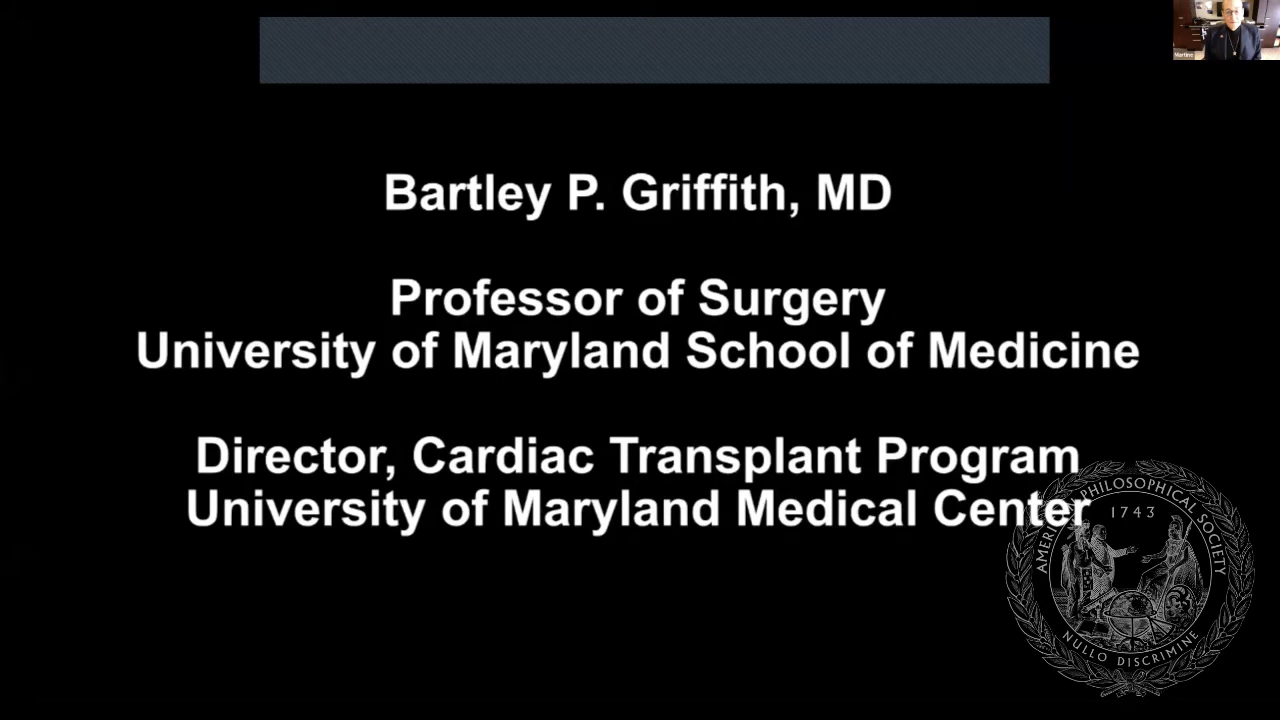 Martine
Bartley P. Griffith, MD
Professor of Surgery
University of Maryland School of Medicine
Director, Cardiac Transplant Program
University of Maryland Medical Center
AMERICAN PHILOSOPHICAL SOCIETY
1743
NULLO DISCRIMINE